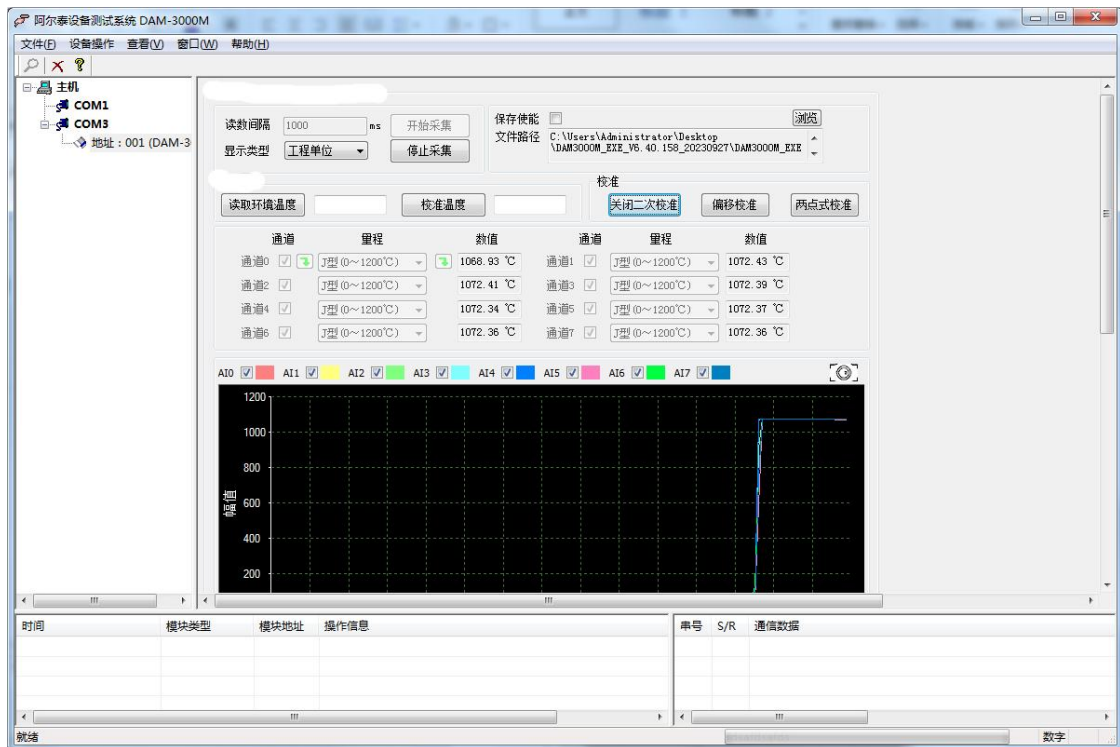 阿尔泰设备测试系统 DAM-3000M
文件(F) 设备操作 查看(V) 窗口(W) 帮助(H)
主机
COM1
COM3
地址：001 (DAM-3
读数间隔 1000 ms 开始采集
显示类型 工程单位 停止采集
保存使能 浏览
文件路径 C:\Users\Administrator\Desktop
\DAM3000M_EXE_V6.40.158_20230927\DAM3000M_EXE
读取环境温度 校准温度
校准
关闭二次校准 偏移校准 两点式校准
通道 量程 数值 通道 量程 数值
通道0 J型(0～1200℃) 1068.93 ℃ 通道1 J型(0～1200℃) 1072.43 ℃
通道2 J型(0～1200℃) 1072.41 ℃ 通道3 J型(0～1200℃) 1072.39 ℃
通道4 J型(0～1200℃) 1072.34 ℃ 通道5 J型(0～1200℃) 1072.37 ℃
通道6 J型(0～1200℃) 1072.36 ℃ 通道7 J型(0～1200℃) 1072.36 ℃
AI0 AI1 AI2 AI3 AI4 AI5 AI6 AI7
1200
1000
800
600
400
200
幅值
时间 模块类型 模块地址 操作信息
串号 S/R 通信数据
就绪
数字